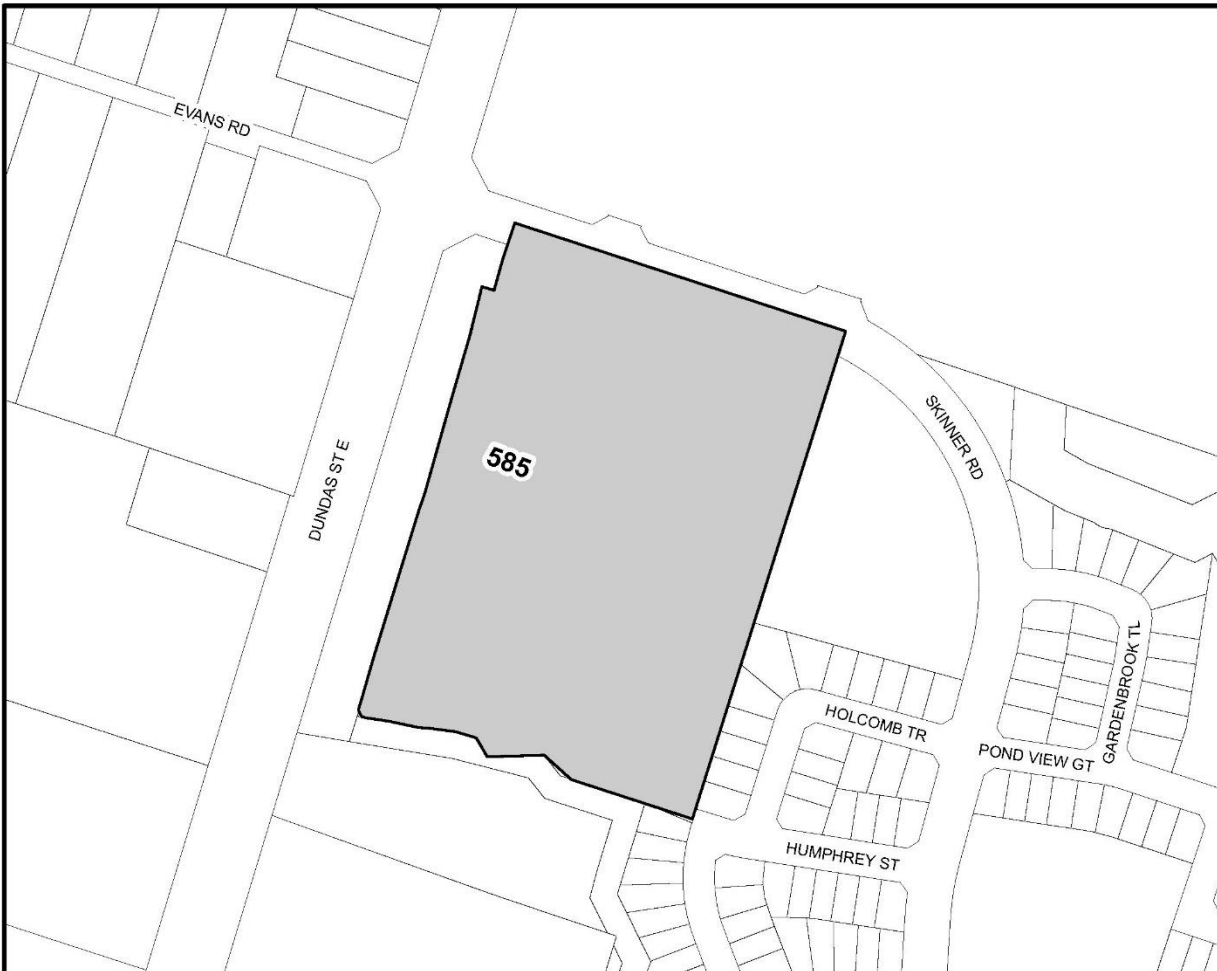 EVANS RD
SKINNER RD
585
DUNDAS ST E
GARDENBROOK TL
HOLCOMB TR
POND VIEW GT
HUMPHREY ST